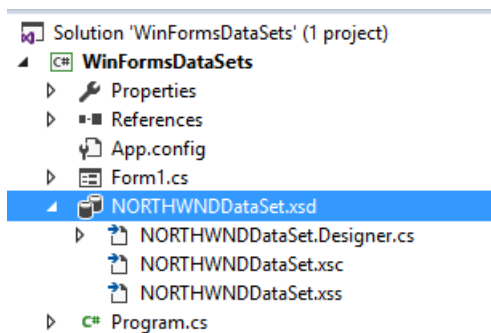 Solution 'WinFormsDataSets' (1 project)
C# WinFormsDataSets
Properties
References
App.config
Form1.cs
NORTHWNDDataSet.xsd
NORTHWNDDataSet.Designer.cs
NORTHWNDDataSet.xsc
NORTHWNDDataSet.xss
C# Program.cs